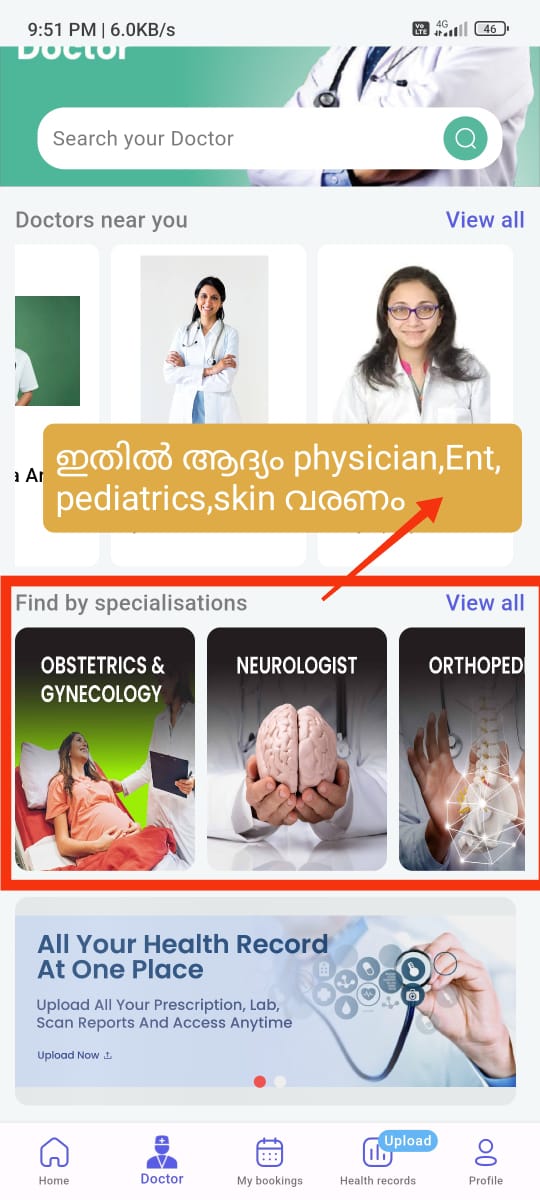 9:51 PM | 6.0KB/s
Vo LTE 4G 46
Doctor
Search your Doctor
Doctors near you
View all
a Ar
ഇതിൽ ആദ്യം physician,Ent,
pediatrics,skin വരണം
Find by specialisations
View all
OBSTETRICS &
GYNECOLOGY
NEUROLOGIST
ORTHOPEDI
All Your Health Record
At One Place
Upload All Your Prescription, Lab,
Scan Reports And Access Anytime
Upload Now
Upload
Home
Doctor
My bookings
Health records
Profile